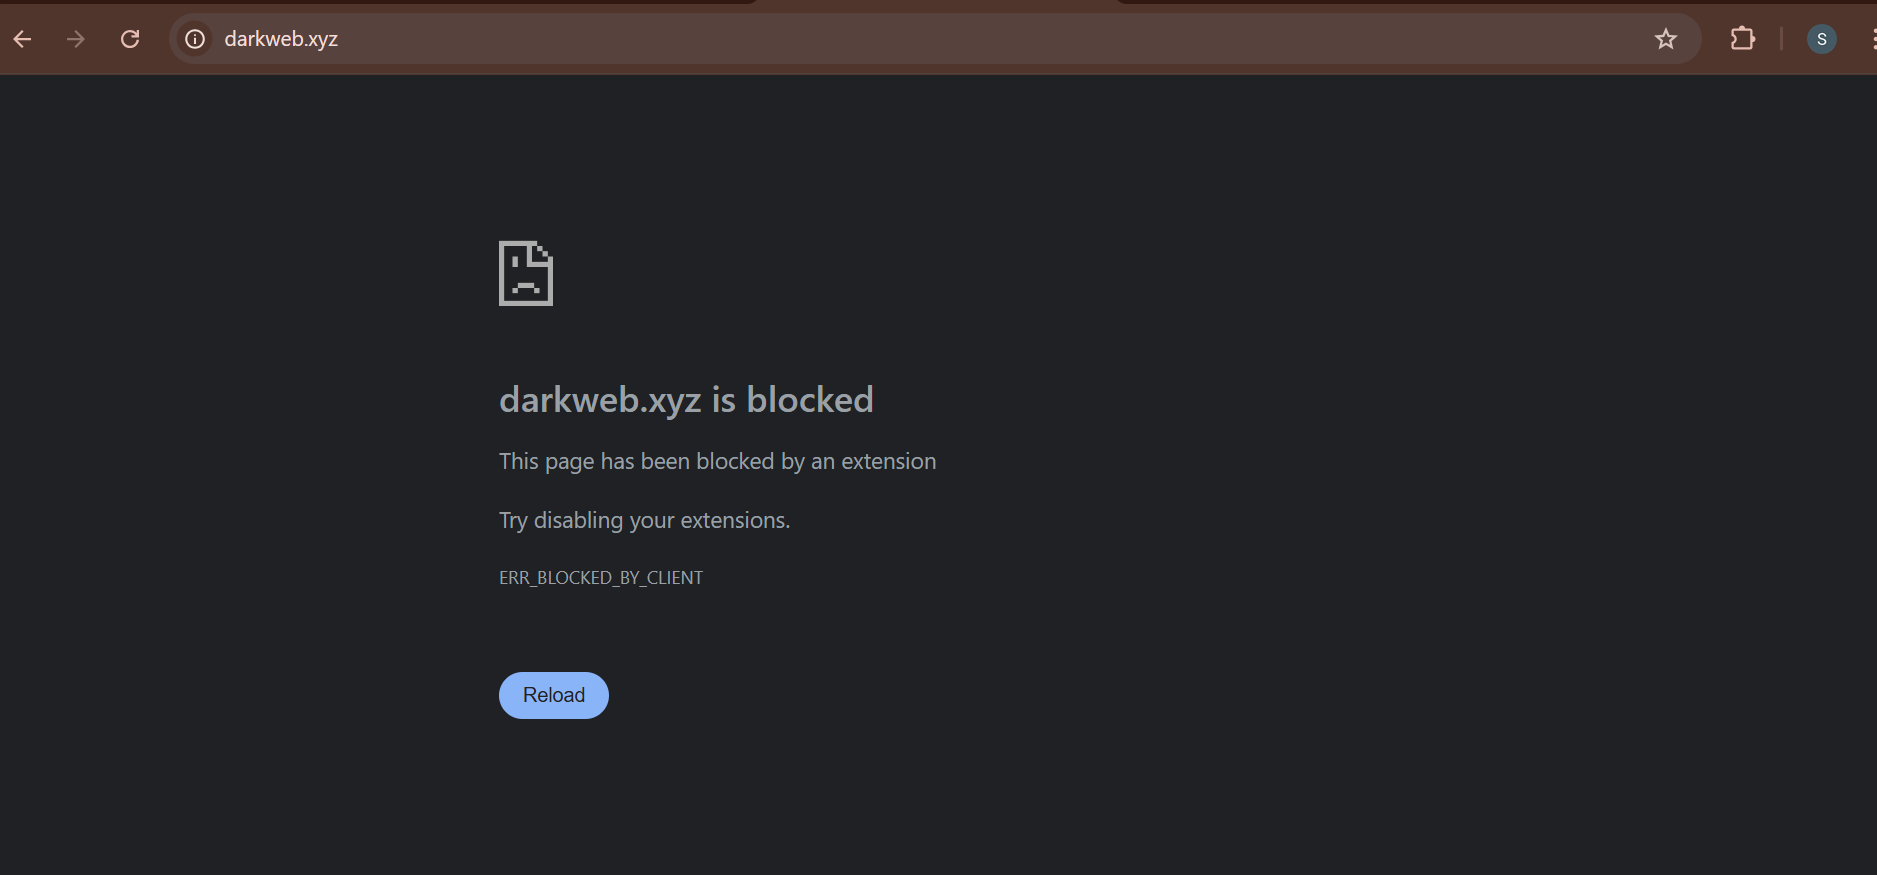 darkweb.xyz
S
darkweb.xyz is blocked
This page has been blocked by an extension
Try disabling your extensions.
ERR_BLOCKED_BY_CLIENT
Reload